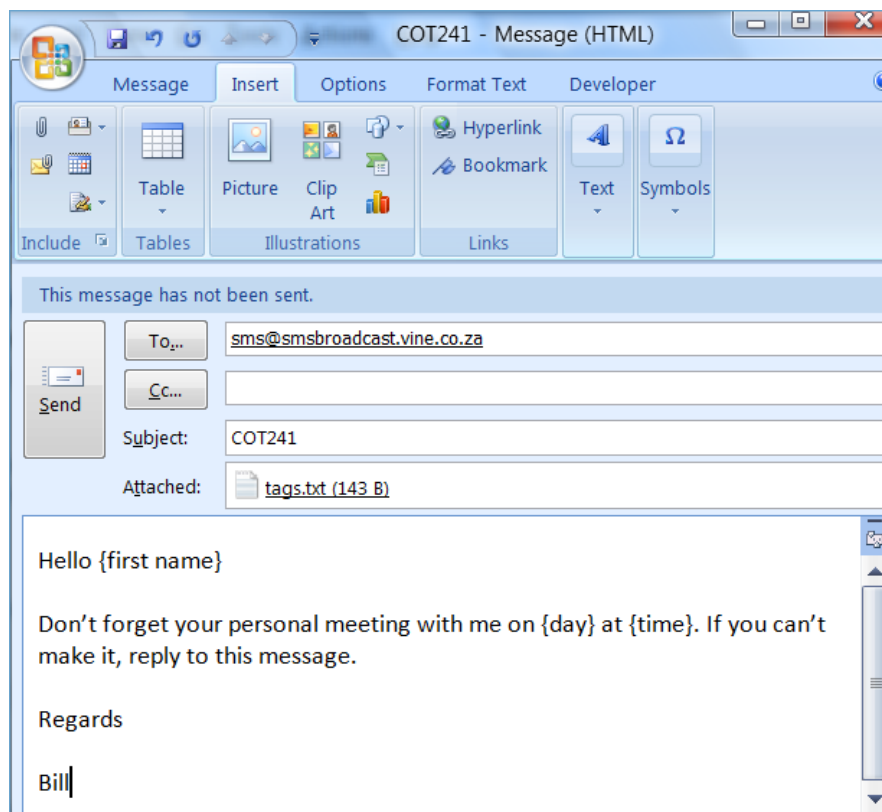 COT241 - Message (HTML)
Message Insert Options Format Text Developer
Hyperlink
Bookmark
Table Picture Clip Art Text Symbols
Include Tables Illustrations Links
This message has not been sent.
To... sms@smsbroadcast.vine.co.za
Cc...
Send
Subject: COT241
Attached: tags.txt (143 B)
Hello {first name}
Don't forget your personal meeting with me on {day} at {time}. If you can't
make it, reply to this message.
Regards
Bill